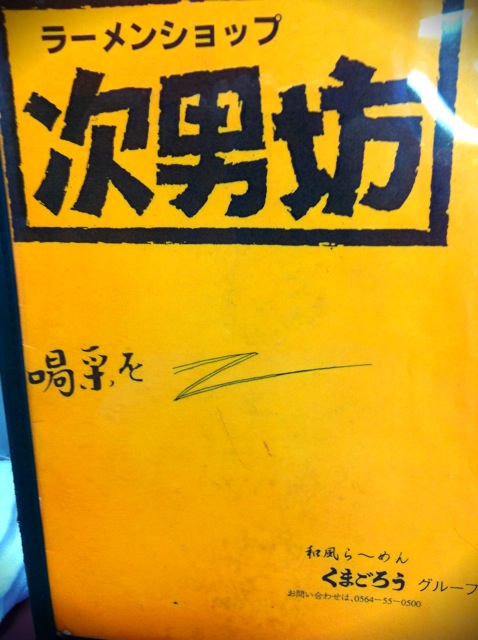 ラーメンショップ
次男坊
喝采を
和風ら〜めん
くまごろう グループ
お問い合わせは、0564-55-0500